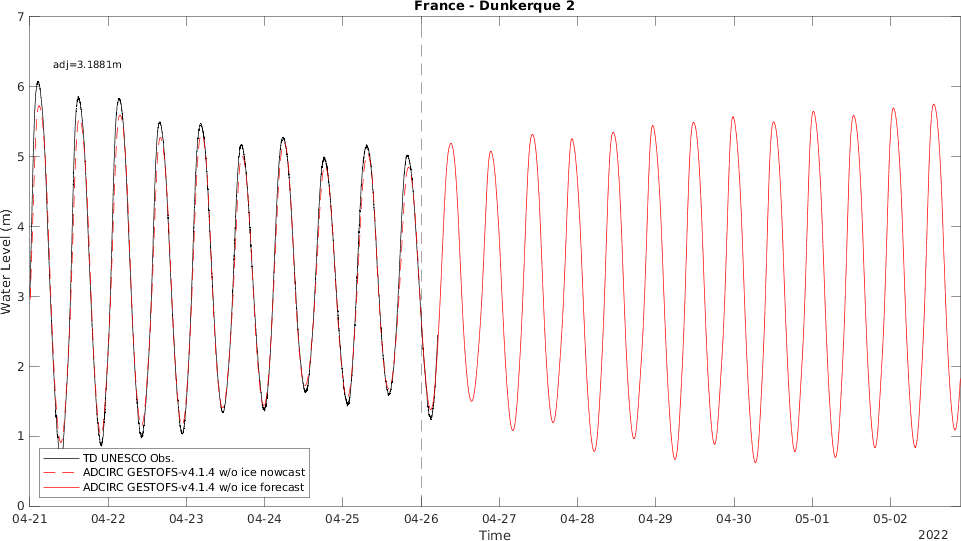 France - Dunkerque 2
adj=3.1881m
7
6
5
4
3
2
1
0
Water Level (m)
TD UNESCO Obs.
ADCIRC GESTOFS-v4.1.4 w/o ice nowcast
ADCIRC GESTOFS-v4.1.4 w/o ice forecast
04-21 04-22 04-23 04-24 04-25 04-26 04-27 04-28 04-29 04-30 05-01 05-02
Time
2022